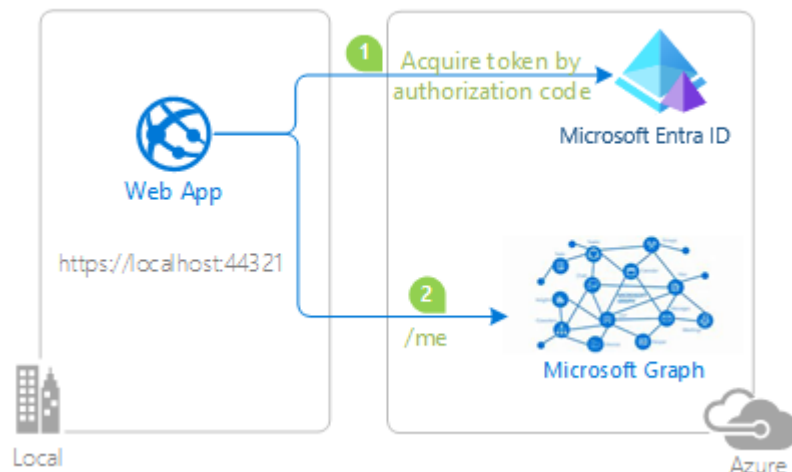 1
Acquire token by
authorization code
Microsoft Entra ID
Web App
https://localhost:44321
2
/me
Microsoft Graph
Local
Azure